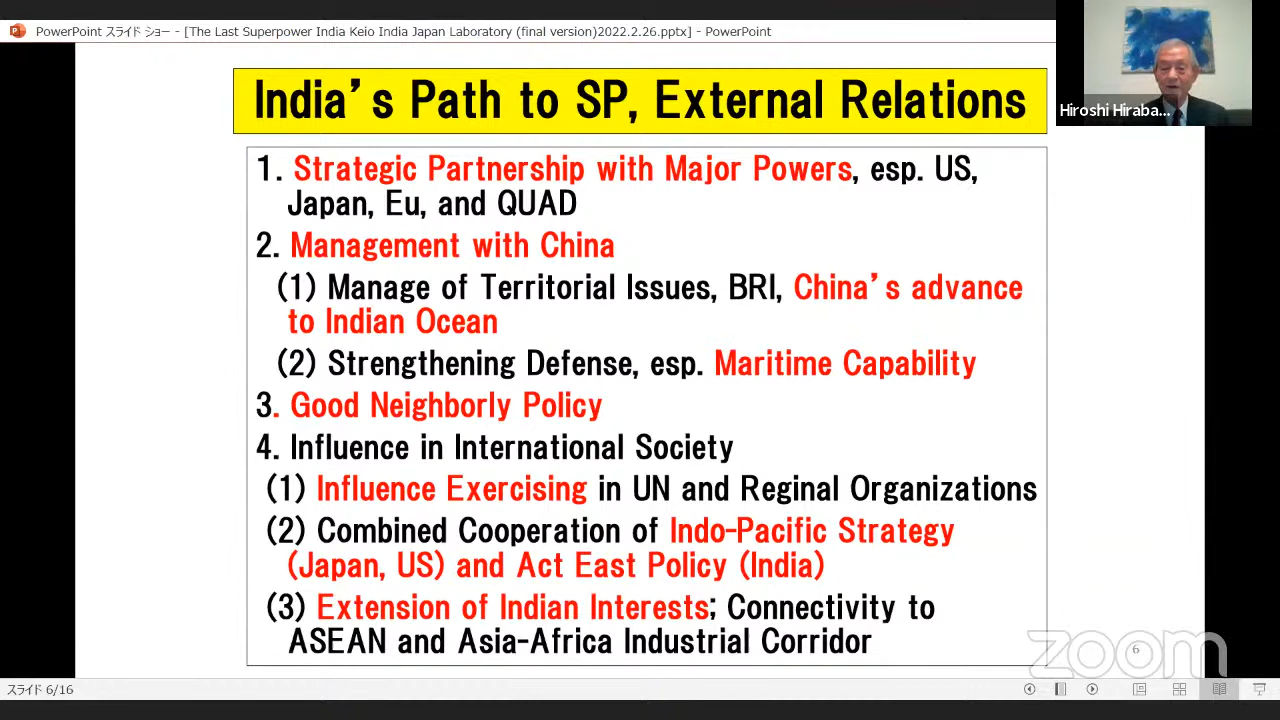 PowerPoint スライド ショー - [The Last Superpower India Keio India Japan Laboratory (final version)2022.2.26.pptx] - PowerPoint
Hiroshi Hiraba...
India's Path to SP, External Relations
1. Strategic Partnership with Major Powers, esp. US,
Japan, Eu, and QUAD
2. Management with China
(1) Manage of Territorial Issues, BRI, China's advance
to Indian Ocean
(2) Strengthening Defense, esp. Maritime Capability
3. Good Neighborly Policy
4. Influence in International Society
(1) Influence Exercising in UN and Reginal Organizations
(2) Combined Cooperation of Indo-Pacific Strategy
(Japan, US) and Act East Policy (India)
(3) Extension of Indian Interests; Connectivity to
ASEAN and Asia-Africa Industrial Corridor
6
zoom
スライド 6/16